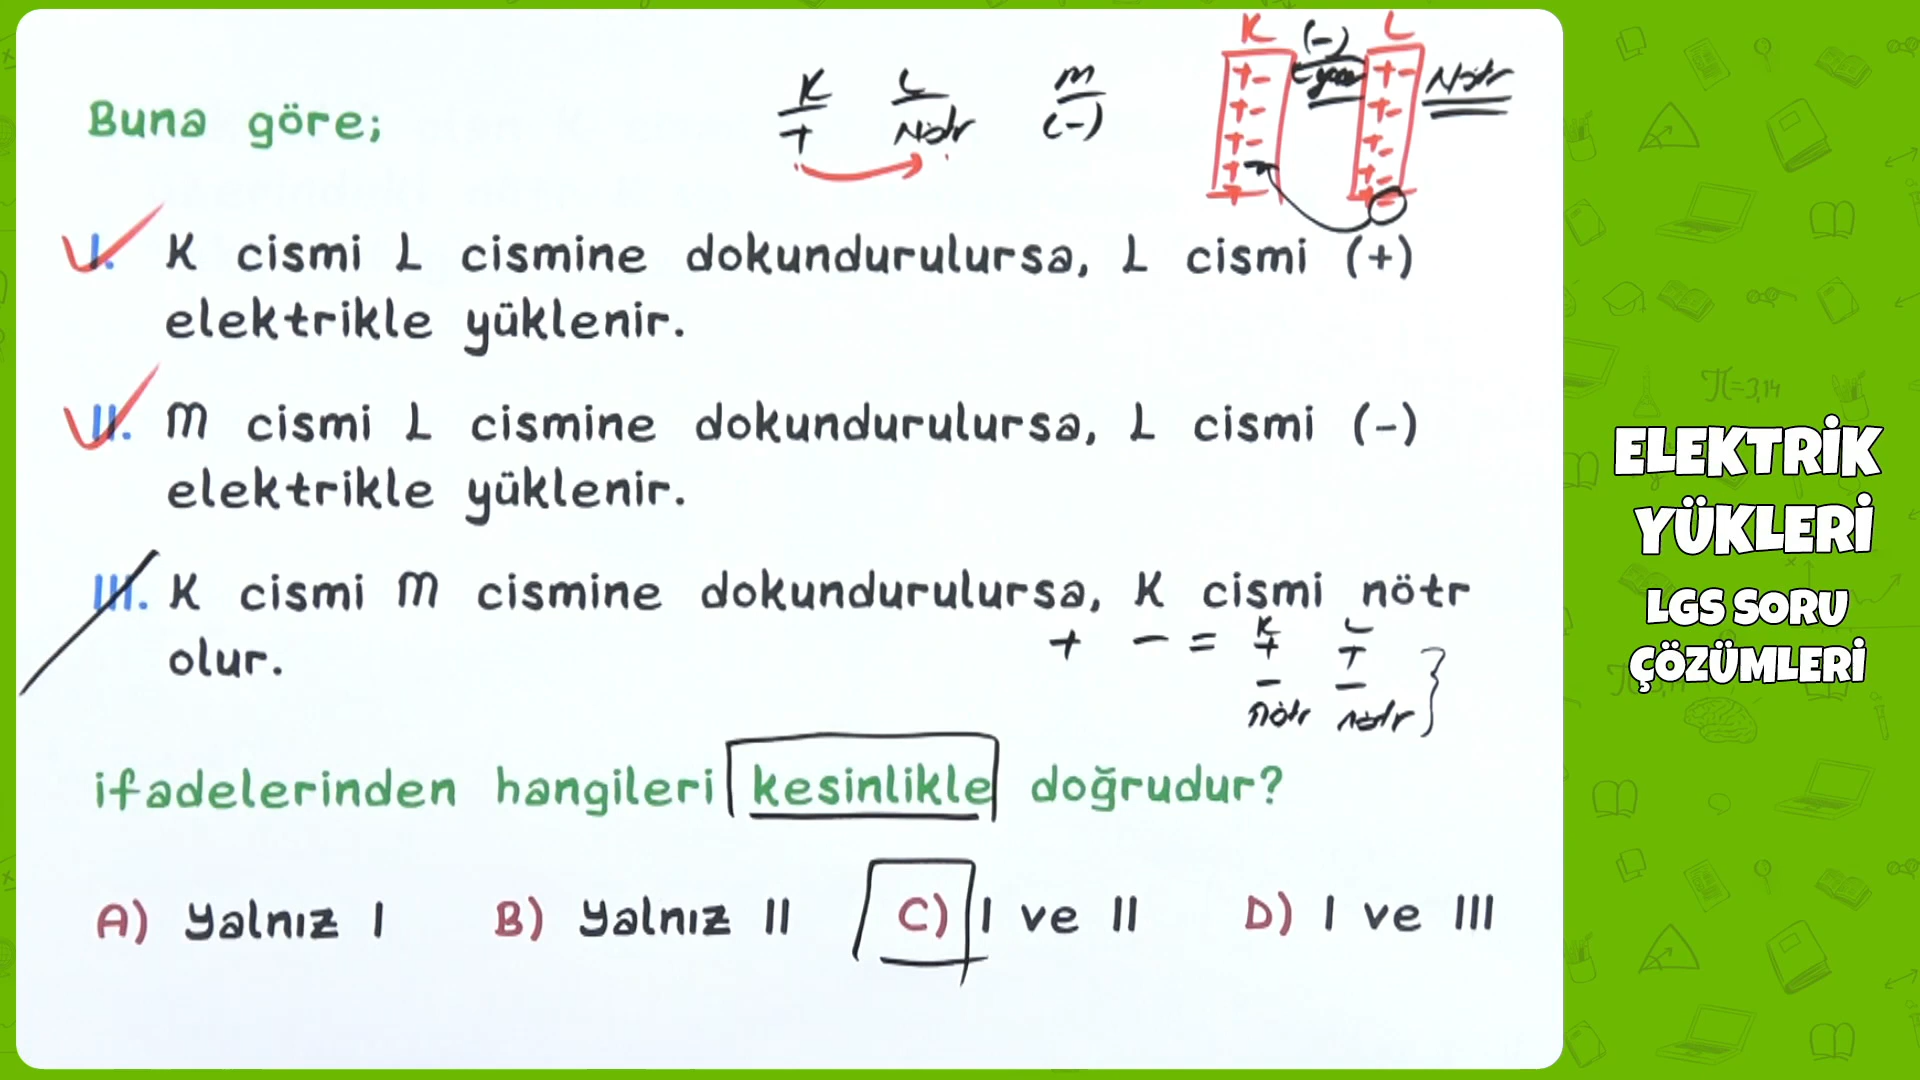 K (-) L
K L M
+ Nötr (-)
Nötr
+- +-
+- +-
+- +-
+- +-
+ +-
Buna göre;
I. K cismi L cismine dokundurulursa, L cismi (+)
elektrikle yüklenir.
II. M cismi L cismine dokundurulursa, L cismi (-)
elektrikle yüklenir.
III. K cismi M cismine dokundurulursa, K cismi nötr
olur.
+ - = K L
+ +
- -
nötr nötr }
ifadelerinden hangileri kesinlikle doğrudur?
A) Yalnız I B) Yalnız II C) I ve II D) I ve III
ELEKTRİK
YÜKLERİ
LGS SORU
ÇÖZÜMLERİ
π=3,14